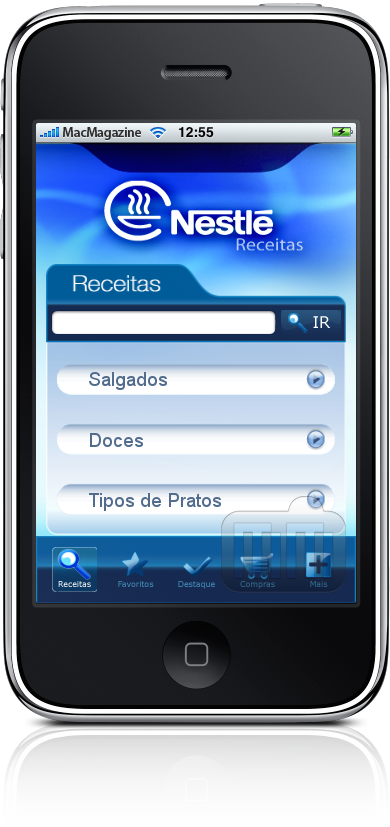 MacMagazine 12:55
Nestlé
Receitas
Receitas
IR
Salgados
Doces
Tipos de Pratos
Receitas Favoritos Destaque Compras Mais